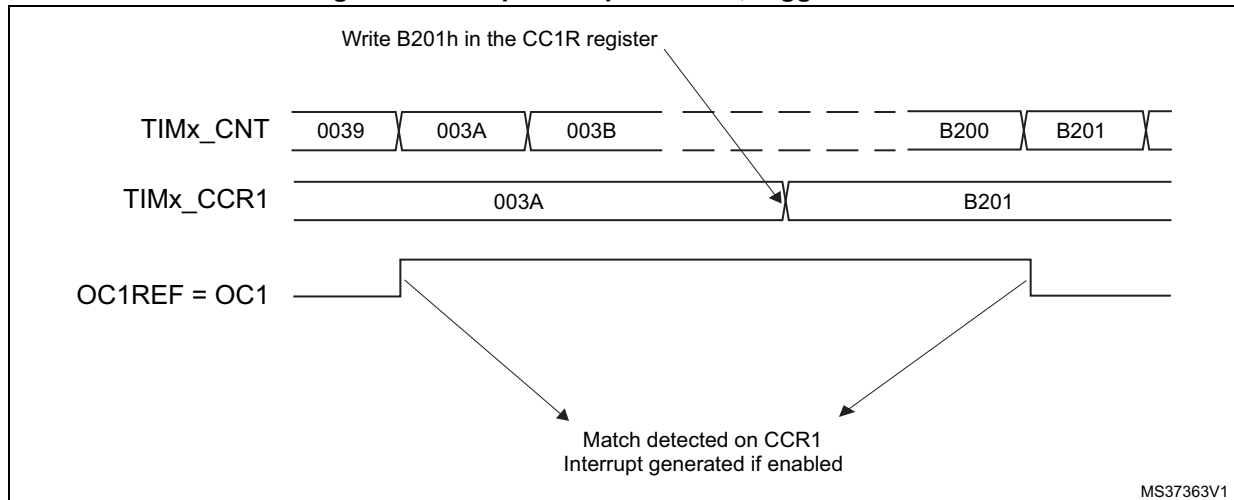 Write B201h in the CC1R register
TIMx_CNT 0039 003A 003B B200 B201
TIMx_CCR1 003A B201
OC1REF = OC1
Match detected on CCR1
Interrupt generated if enabled
MS37363V1